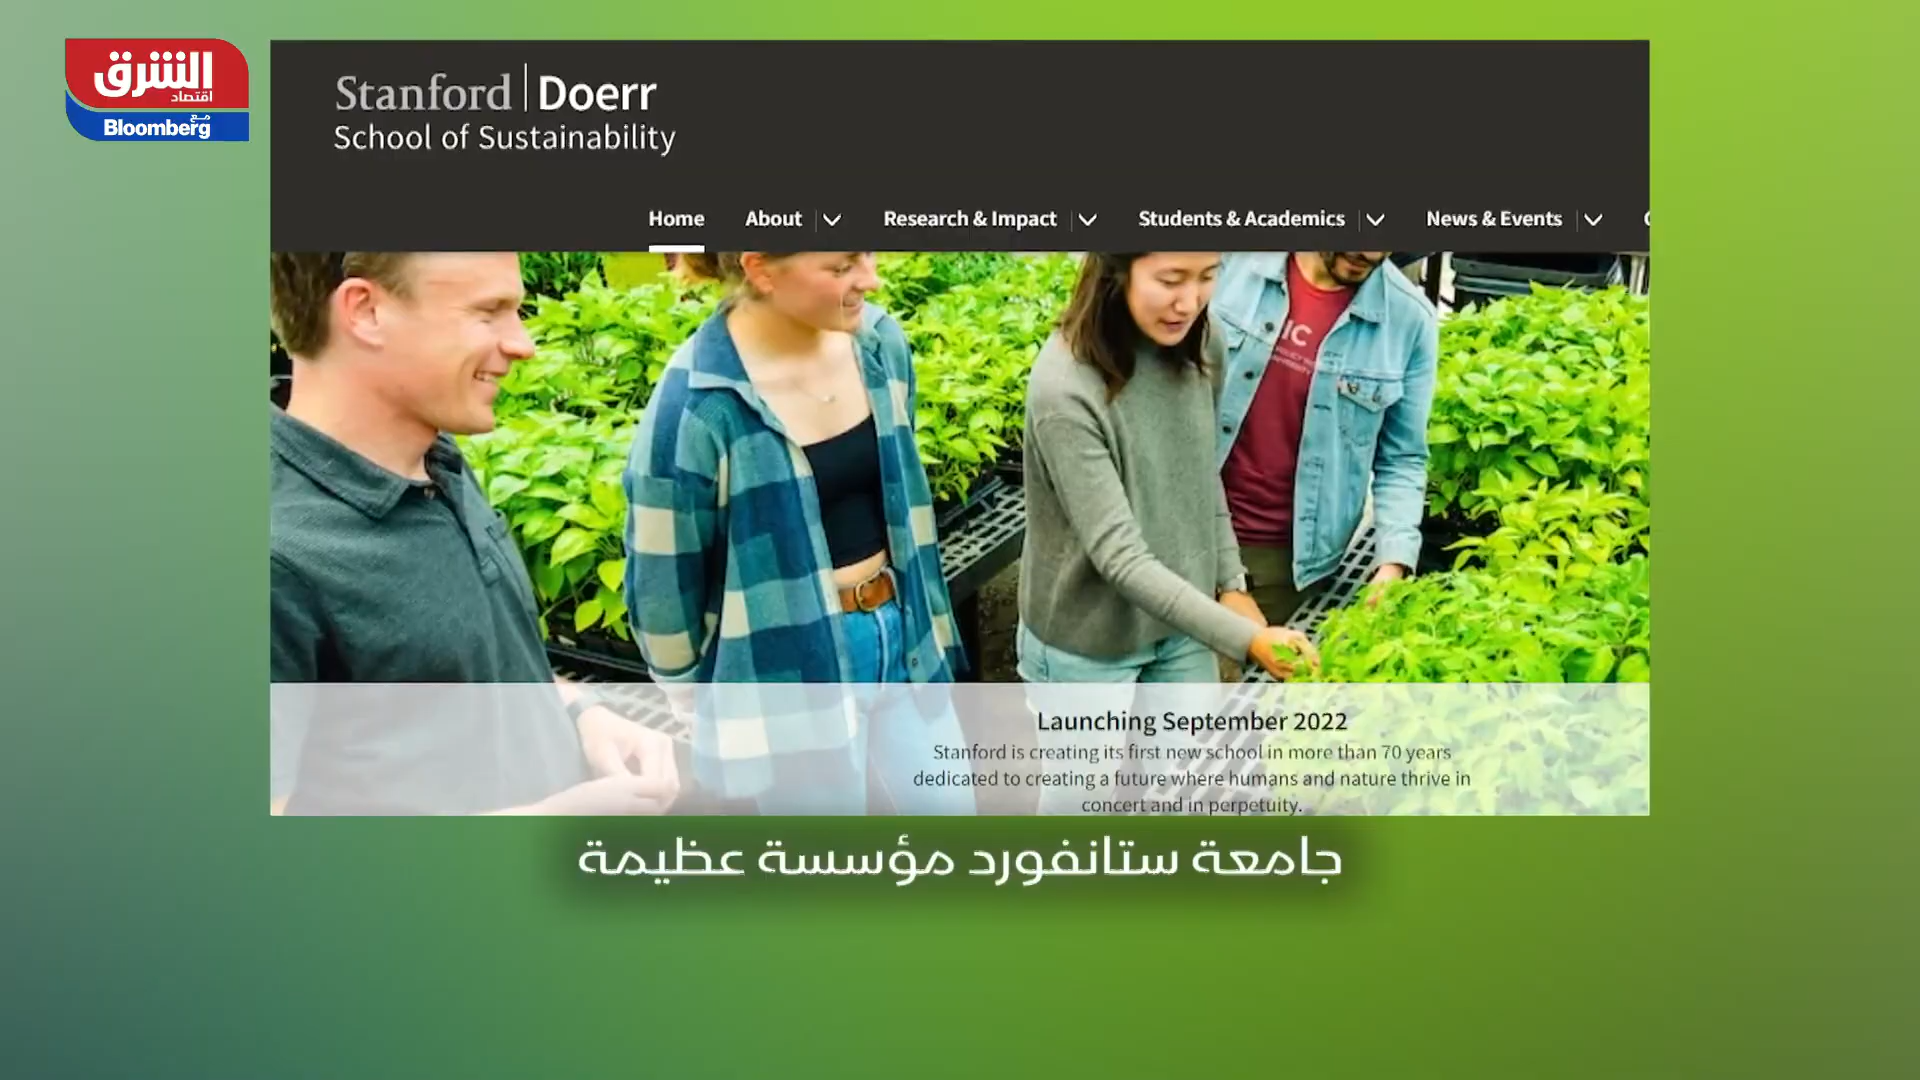 الشرق
اقتصاد
مع
Bloomberg
Stanford | Doerr
School of Sustainability
Home About Research & Impact Students & Academics News & Events
IC
Launching September 2022
Stanford is creating its first new school in more than 70 years
dedicated to creating a future where humans and nature thrive in
concert and in perpetuity.
جامعة ستانفورد مؤسسة عظيمة